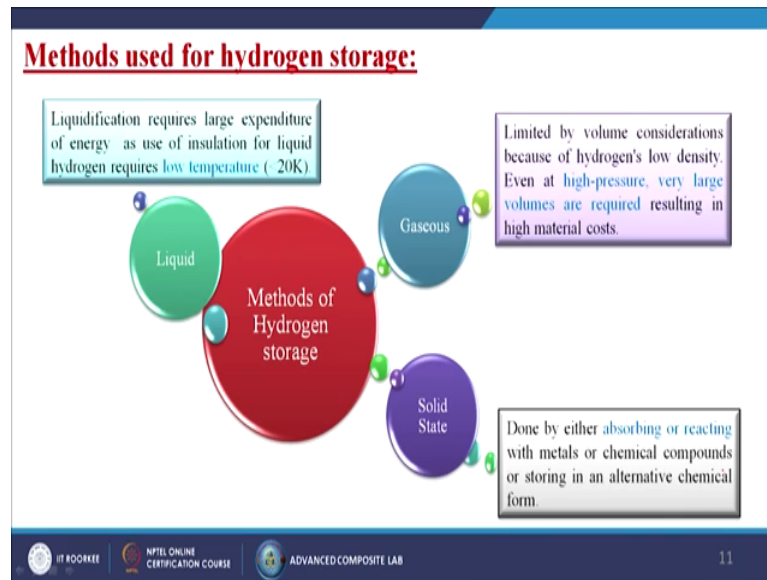 Methods used for hydrogen storage:
Liquidification requires large expenditure
of energy as use of insulation for liquid
hydrogen requires low temperature (~20K).
Limited by volume considerations
because of hydrogen's low density.
Even at high-pressure, very large
volumes are required resulting in
high material costs.
Liquid
Gaseous
Methods of
Hydrogen
storage
Solid
State
Done by either absorbing or reacting
with metals or chemical compounds
or storing in an alternative chemical
form.
IIT ROORKEE
NPTEL ONLINE
CERTIFICATION COURSE
ADVANCED COMPOSITE LAB
11